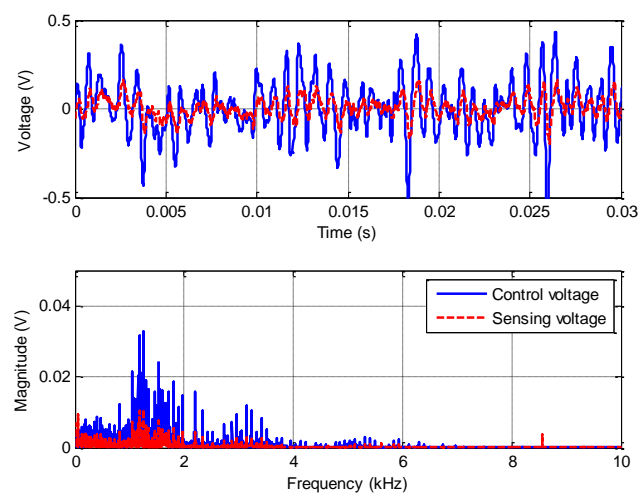 0.5
0
-0.5
Voltage (V)
0 0.005 0.01 0.015 0.02 0.025 0.03
Time (s)
0.04
0.02
0
Magnitude (V)
Control voltage
Sensing voltage
0 2 4 6 8 10
Frequency (kHz)